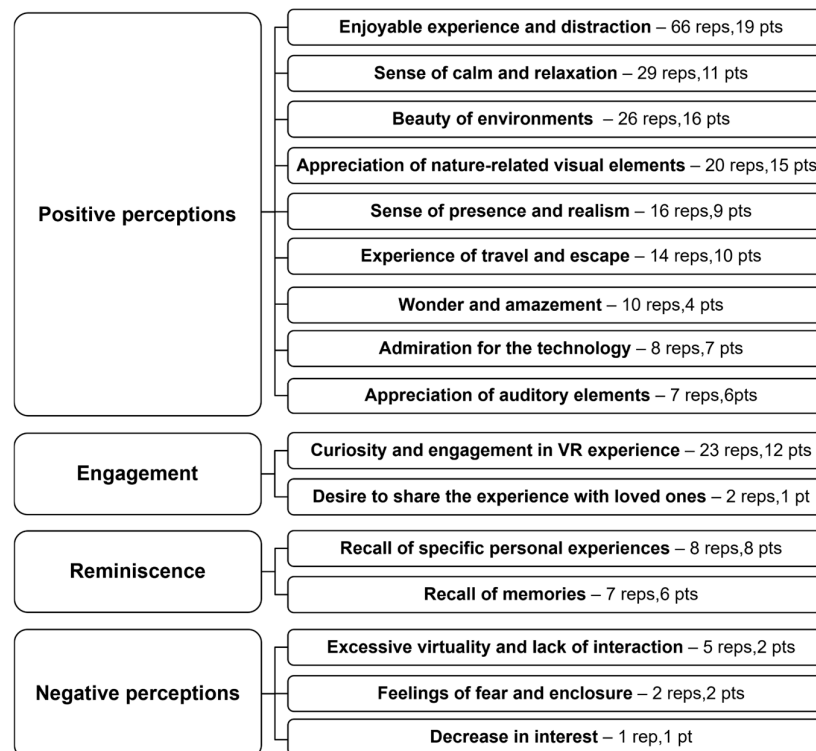 Positive perceptions
Enjoyable experience and distraction – 66 reps,19 pts
Sense of calm and relaxation – 29 reps,11 pts
Beauty of environments – 26 reps,16 pts
Appreciation of nature-related visual elements – 20 reps,15 pts
Sense of presence and realism – 16 reps,9 pts
Experience of travel and escape – 14 reps,10 pts
Wonder and amazement – 10 reps,4 pts
Admiration for the technology – 8 reps,7 pts
Appreciation of auditory elements – 7 reps,6pts
Engagement
Curiosity and engagement in VR experience – 23 reps,12 pts
Desire to share the experience with loved ones – 2 reps,1 pt
Reminiscence
Recall of specific personal experiences – 8 reps,8 pts
Recall of memories – 7 reps,6 pts
Negative perceptions
Excessive virtuality and lack of interaction – 5 reps,2 pts
Feelings of fear and enclosure – 2 reps,2 pts
Decrease in interest – 1 rep,1 pt